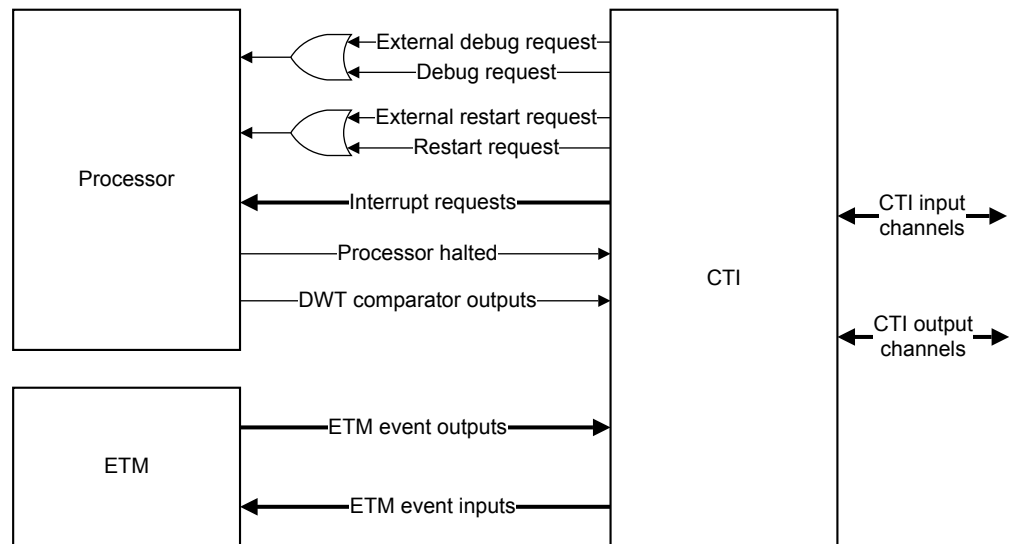 External debug request
Debug request
External restart request
Restart request
Processor
Interrupt requests
CTI input
channels
Processor halted
CTI
DWT comparator outputs
CTI output
channels
ETM event outputs
ETM
ETM event inputs